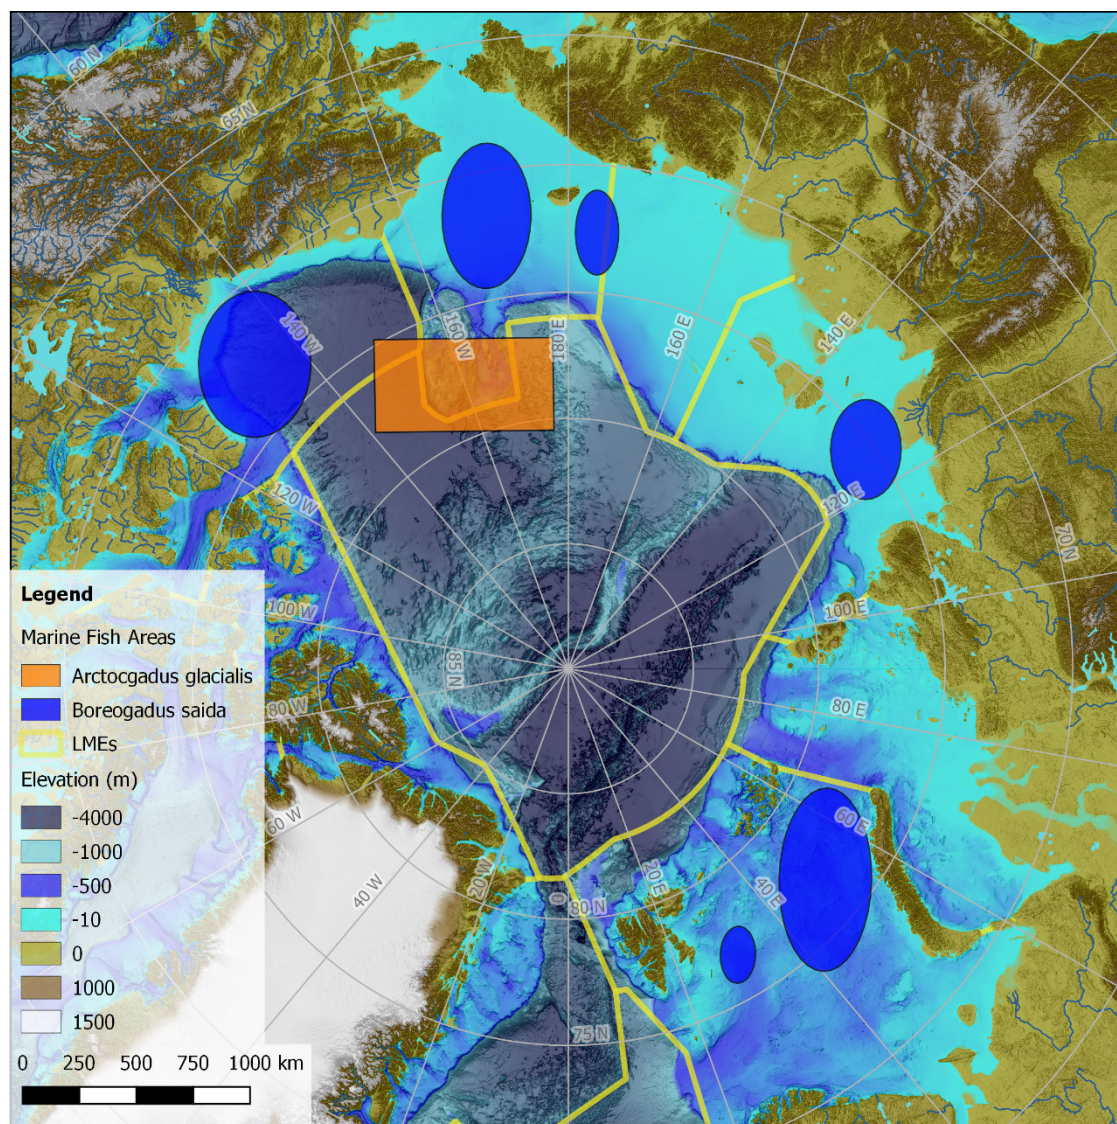 60 N
65 N
140 W
160 W
180 E
160 E
140 E
120 W
120 E
70 N
100 W
100 E
85 N
80 W
80 E
60 W
60 E
40 W
20 W
0
20 E
40 E
80 N
75 N
Legend
Marine Fish Areas
Arctocgadus glacialis
Boreogadus saida
LMEs
Elevation (m)
-4000
-1000
-500
-10
0
1000
1500
0 250 500 750 1000 km